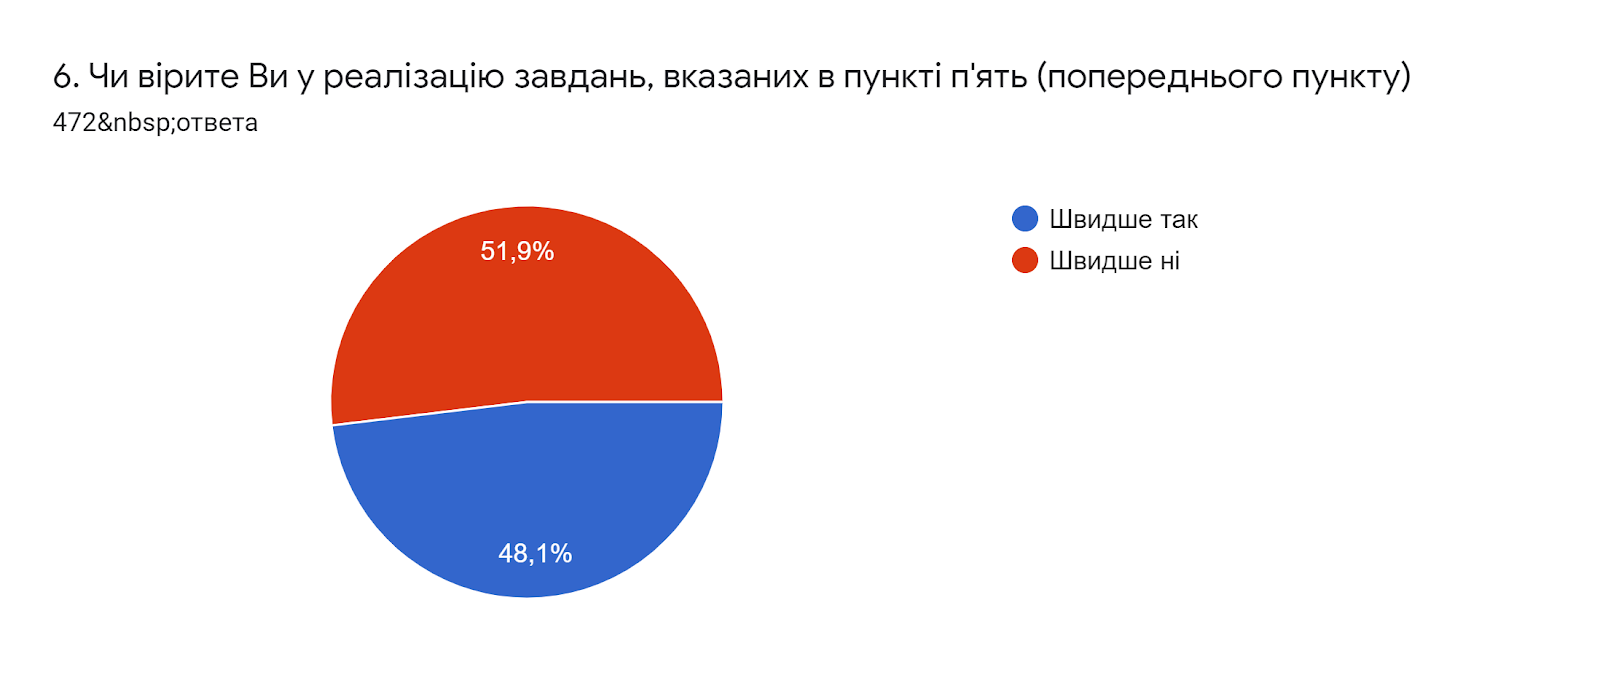 6. Чи вірите Ви у реалізацію завдань, вказаних в пункті п'ять (попереднього пункту)
472&nbsp;ответа
Швидше так
Швидше ні
51,9%
48,1%